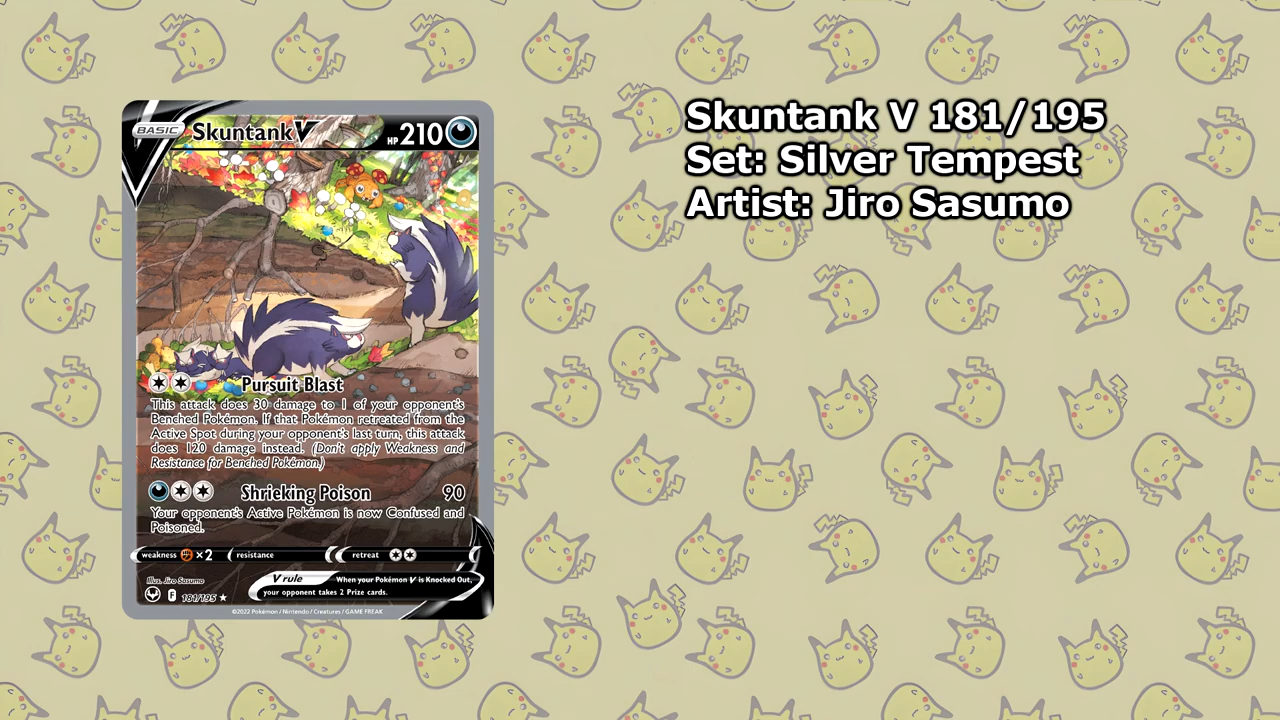 BASIC Skuntank V HP 210
Skuntank V 181/195
Set: Silver Tempest
Artist: Jiro Sasumo
Pursuit Blast
This attack does 30 damage to 1 of your opponent's
Benched Pokémon. If that Pokémon retreated from the
Active Spot during your opponent's last turn, this attack
does 120 damage instead. (Don't apply Weakness and
Resistance for Benched Pokémon.)
Shrieking Poison 90
Your opponent's Active Pokémon is now Confused and
Poisoned.
weakness ×2 resistance retreat
Illus. Jiro Sasumo
V rule When your Pokémon V is Knocked Out,
your opponent takes 2 Prize cards.
F 181/195 ★
©2022 Pokémon / Nintendo / Creatures / GAME FREAK